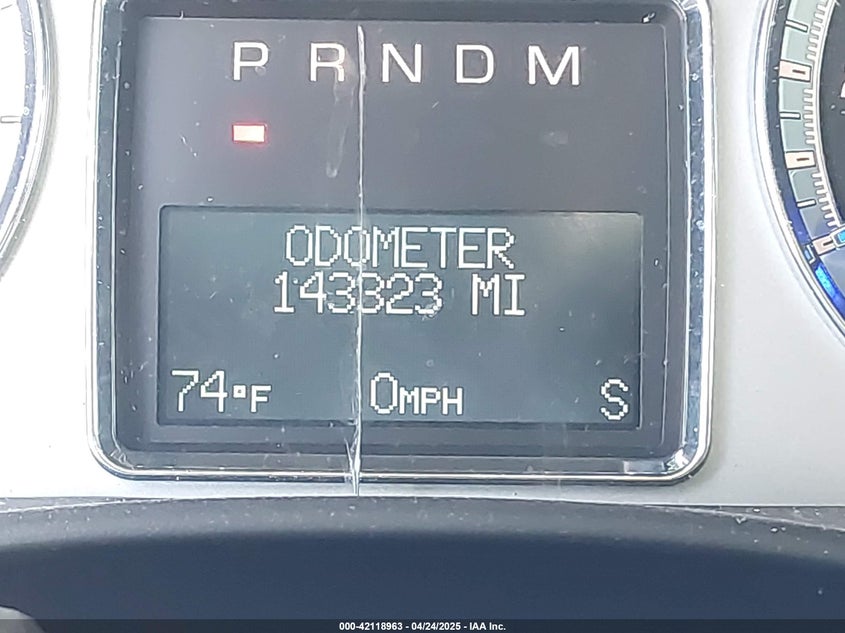 P R N D M
ODOMETER
143323 MI
74°F 0MPH S
000-42118963 - 04/24/2025 - IAA Inc.